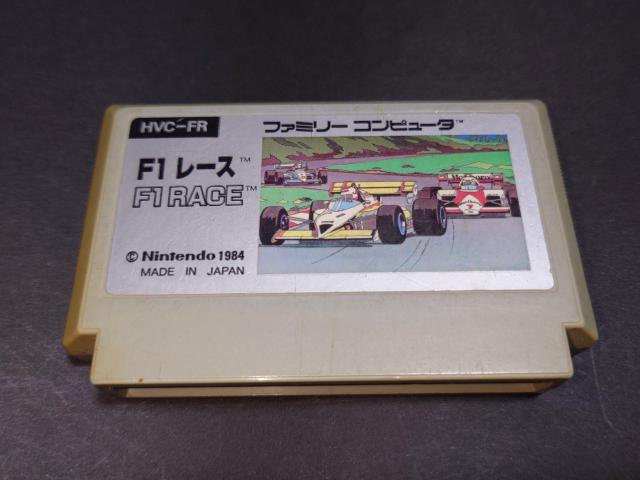 HVC-FR
ファミリー コンピュータ™
F1 レース™
F1 RACE™
© Nintendo 1984
MADE IN JAPAN